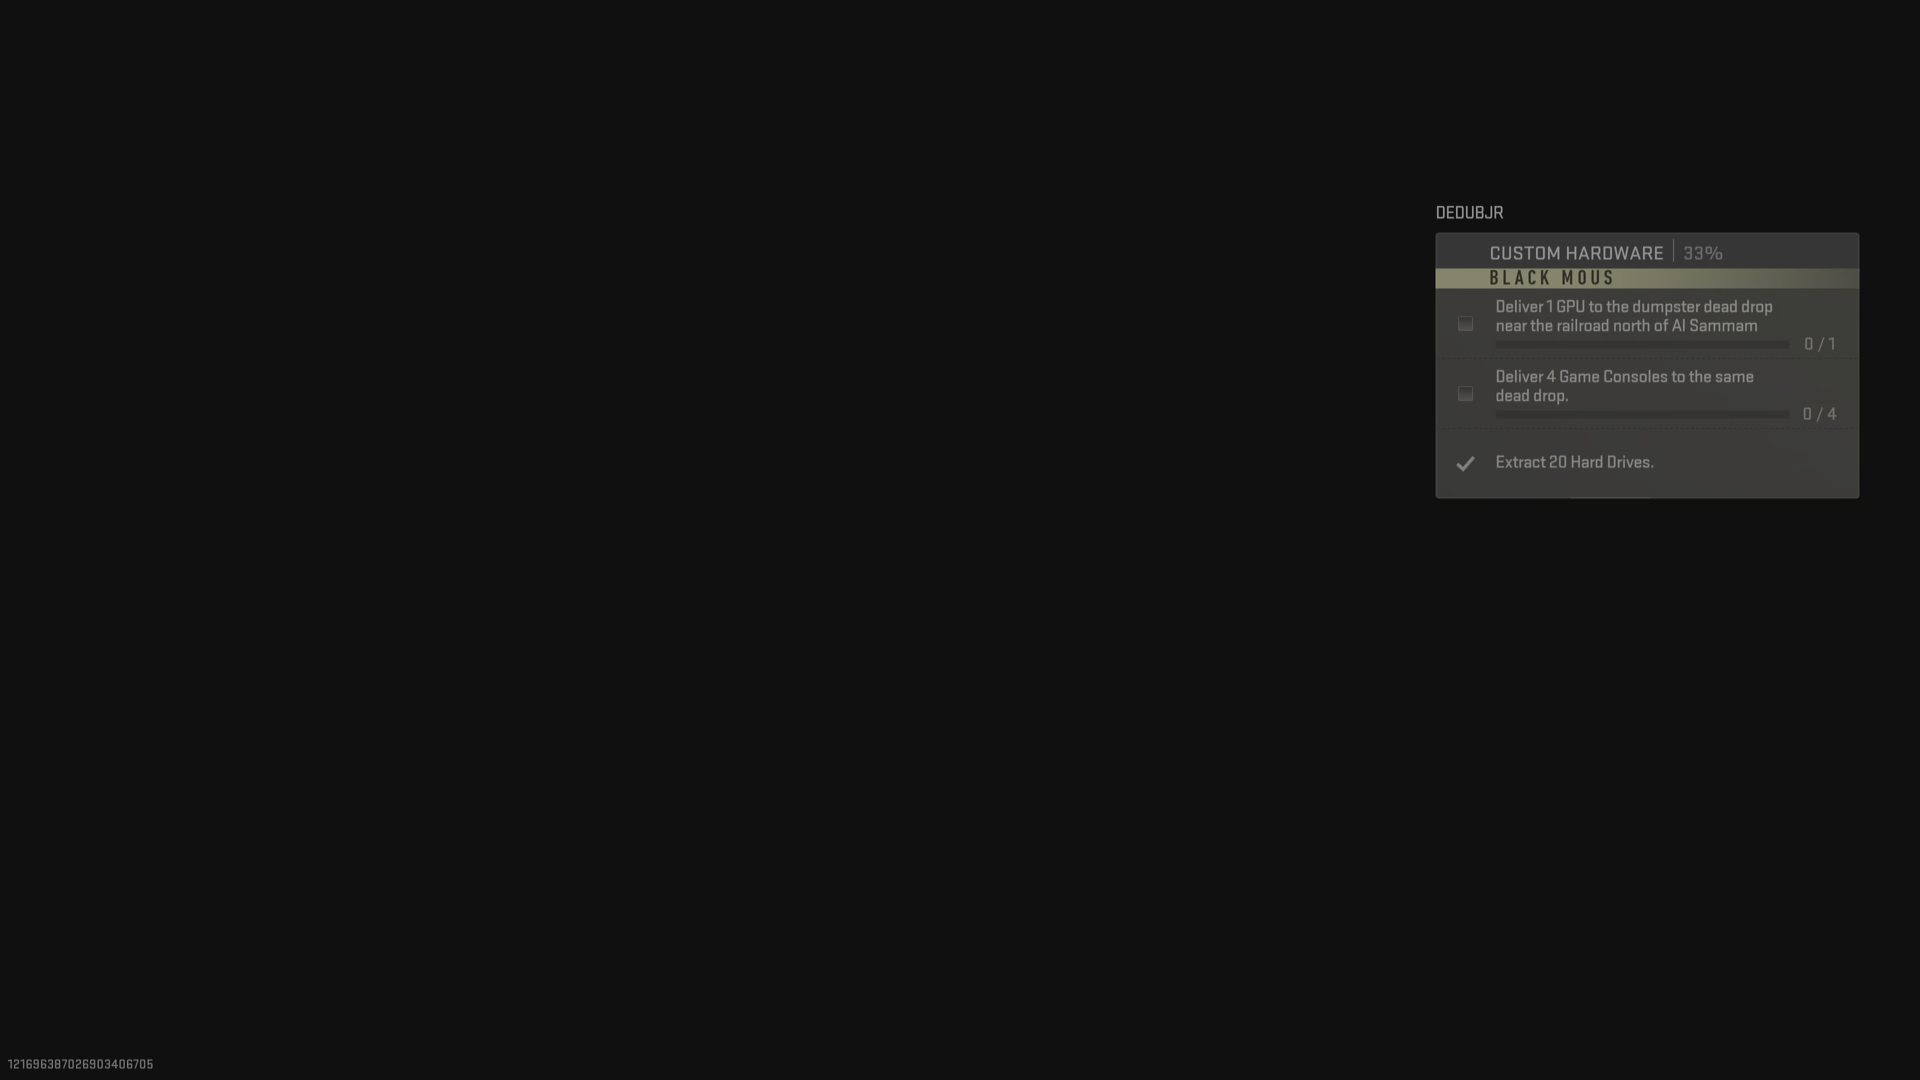 DEDUBJR
CUSTOM HARDWARE | 33%
BLACK MOUS
Deliver 1 GPU to the dumpster dead drop
near the railroad north of Al Sammam
0 / 1
Deliver 4 Game Consoles to the same
dead drop.
0 / 4
Extract 20 Hard Drives.
121696387026903406705